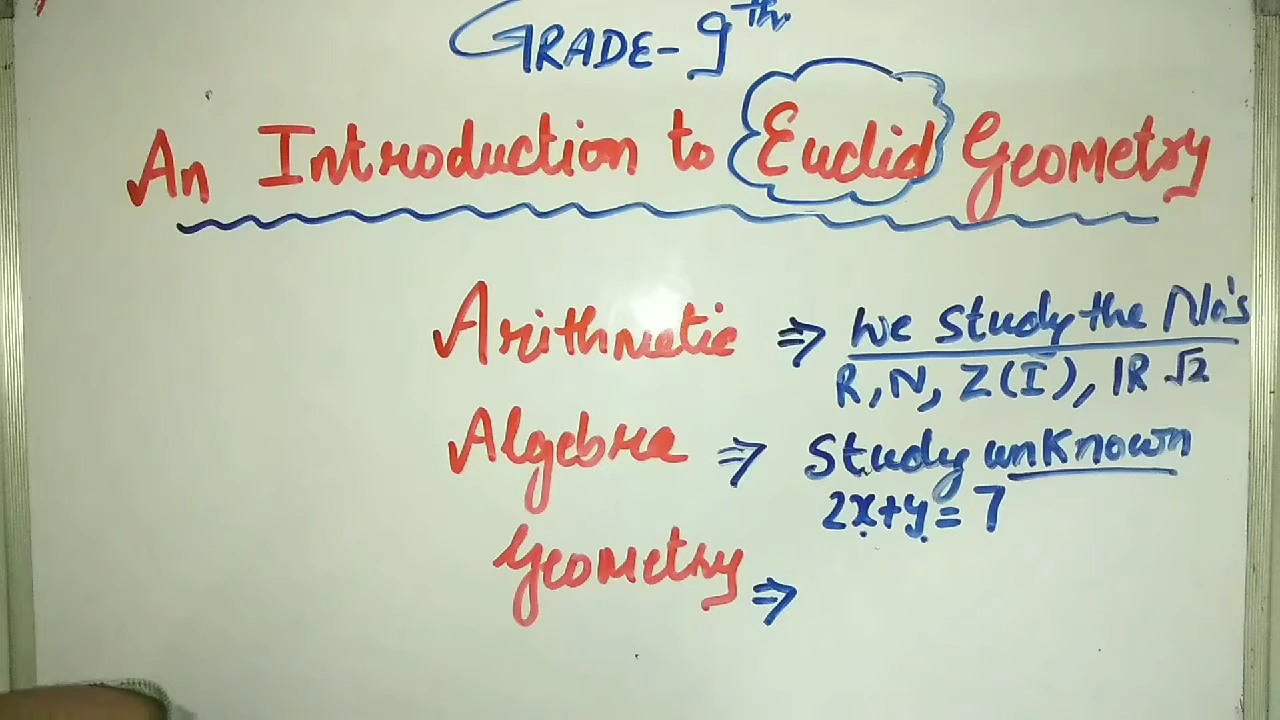 GRADE-9th
An Introduction to Euclid Geometry
Arithmetic ⇒ We Study the N/o's
R, N, Z(I), IR √2
Algebra ⇒ Study unknown
2x+y=7
Geometry ⇒